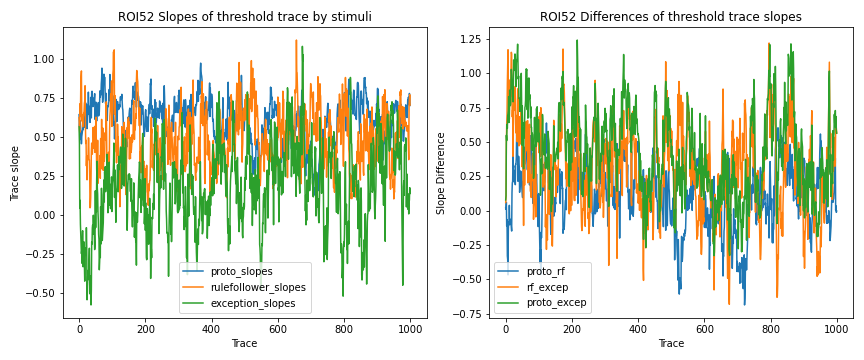 ROI52 Slopes of threshold trace by stimuli
Trace slope
1.00
0.75
0.50
0.25
0.00
−0.25
−0.50
proto_slopes
rulefollower_slopes
exception_slopes
0
200
400
600
800
1000
Trace
ROI52 Differences of threshold trace slopes
Slope Difference
1.25
1.00
0.75
0.50
0.25
0.00
−0.25
−0.50
−0.75
proto_rf
rf_excep
proto_excep
0
200
400
600
800
1000
Trace